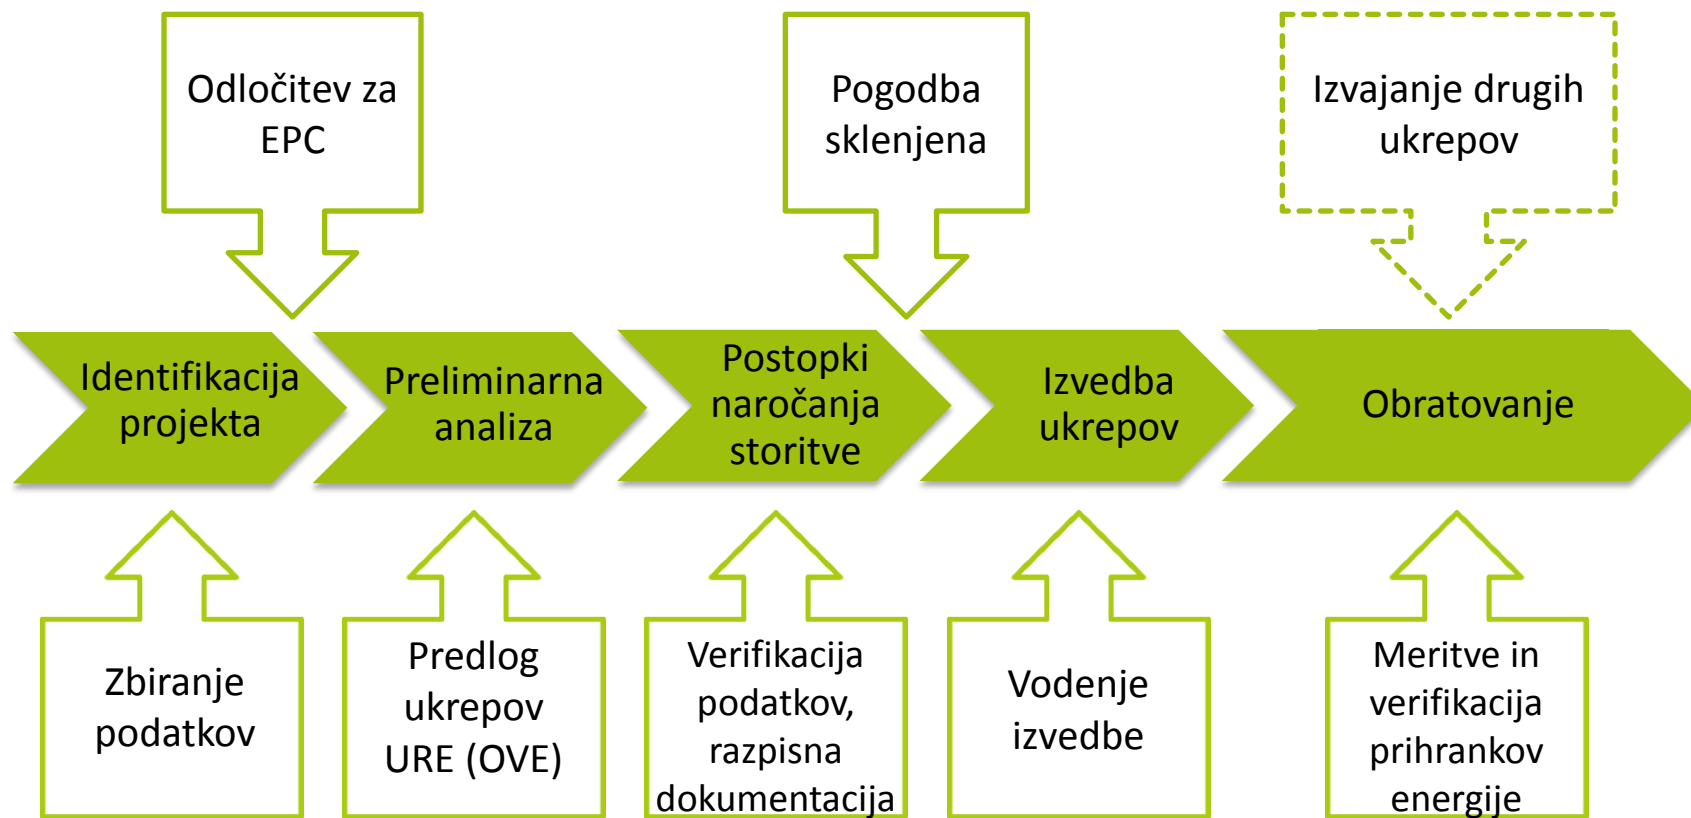 Odločitev za
EPC
Pogodba
sklenjena
Izvajanje drugih
ukrepov
Identifikacija
projekta
Preliminarna
analiza
Postopki
naročanja
storitve
Izvedba
ukrepov
Obratovanje
Zbiranje
podatkov
Predlog
ukrepov
URE (OVE)
Verifikacija
podatkov,
razpisna
dokumentacija
Vodenje
izvedbe
Meritve in
verifikacija
prihrankov
energije